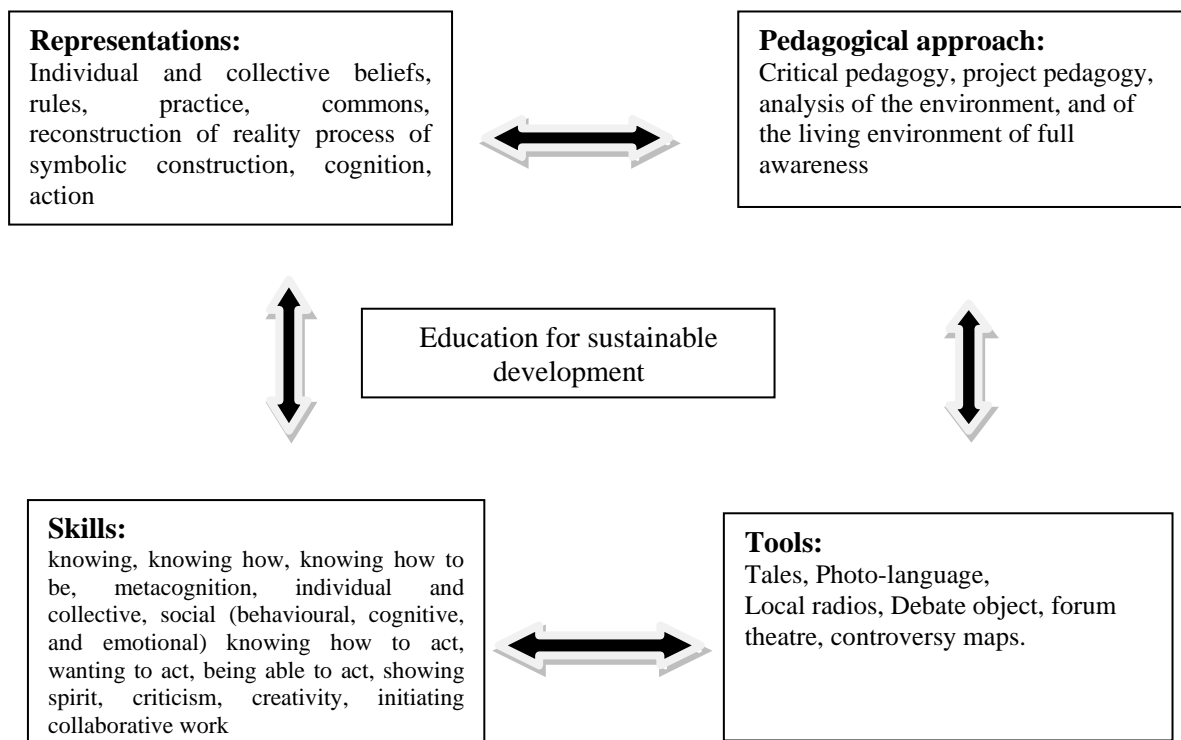 Representations:
Individual and collective beliefs,
rules, practice, commons,
reconstruction of reality process of
symbolic construction, cognition,
action
Pedagogical approach:
Critical pedagogy, project pedagogy,
analysis of the environment, and of
the living environment of full
awareness
Education for sustainable
development
Skills:
knowing, knowing how, knowing how to
be, metacognition, individual and
collective, social (behavioural, cognitive,
and emotional) knowing how to act,
wanting to act, being able to act, showing
spirit, criticism, creativity, initiating
collaborative work
Tools:
Tales, Photo-language,
Local radios, Debate object, forum
theatre, controversy maps.